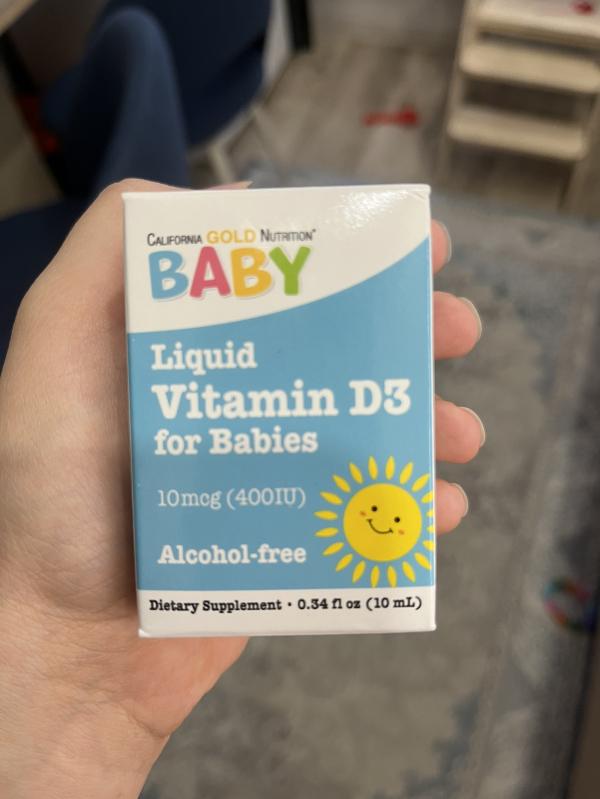 CALIFORNIA GOLD NUTRITION®
BABY
Liquid
Vitamin D3
for Babies
10mcg (400IU)
Alcohol-free
Dietary Supplement • 0.34 fl oz (10 mL)